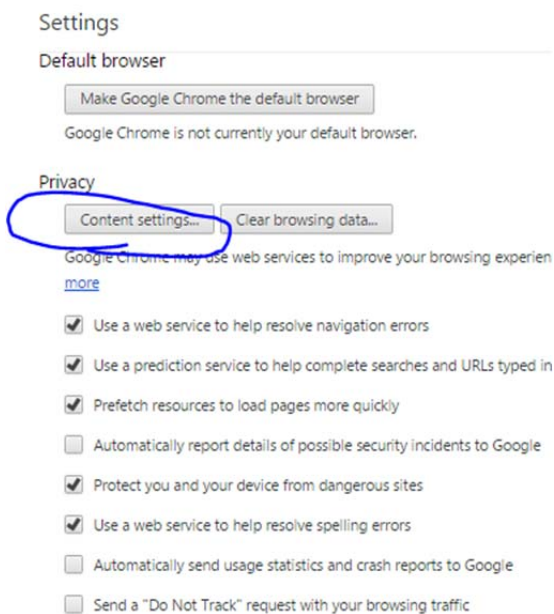 Settings
Default browser
Make Google Chrome the default browser
Google Chrome is not currently your default browser.
Privacy
Content settings... Clear browsing data...
Google Chrome may use web services to improve your browsing experien
more
Use a web service to help resolve navigation errors
Use a prediction service to help complete searches and URLs typed in
Prefetch resources to load pages more quickly
Automatically report details of possible security incidents to Google
Protect you and your device from dangerous sites
Use a web service to help resolve spelling errors
Automatically send usage statistics and crash reports to Google
Send a "Do Not Track" request with your browsing traffic